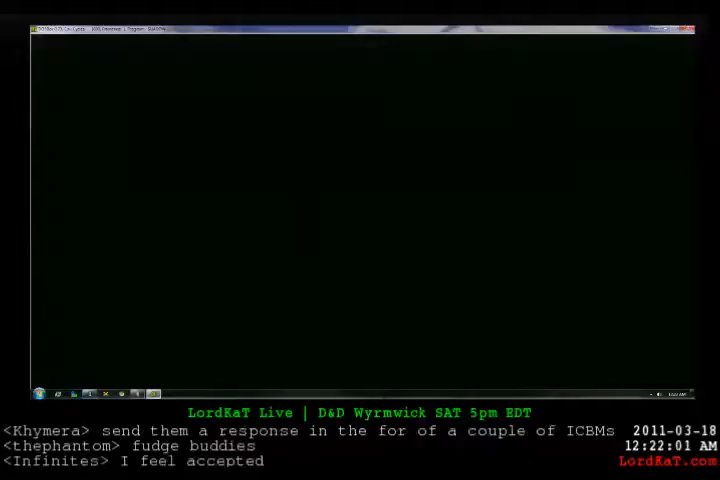 LordKaT Live | D&D Wyrmwick SAT 5pm EDT
<Khymera> send them a response in the for of a couple of ICBMs 2011-03-18
<thephantom> fudge buddies 12:22:01 AM
<Infinites> I feel accepted LordKaT.com